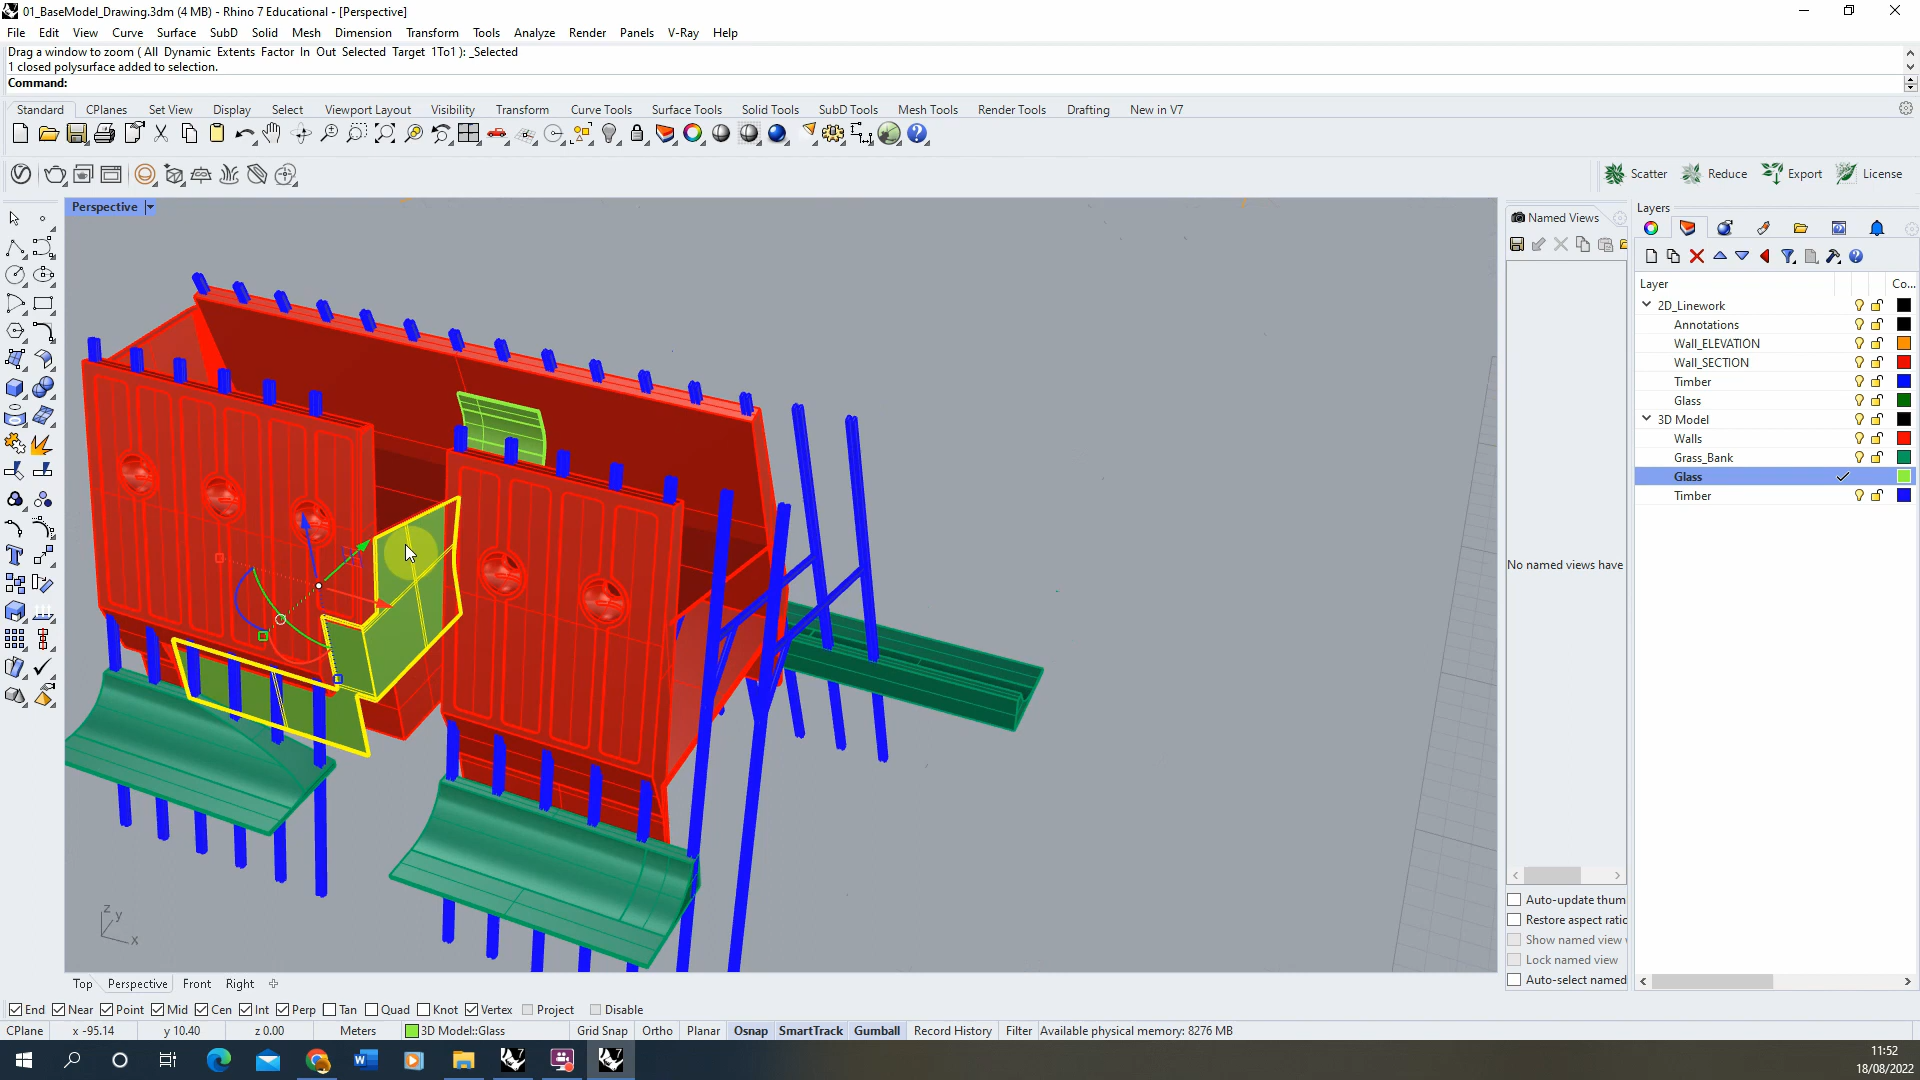 01_BaseModel_Drawing.3dm (4 MB) - Rhino 7 Educational - [Perspective]
File Edit View Curve Surface SubD Solid Mesh Dimension Transform Tools Analyze Render Panels V-Ray Help
Drag a window to zoom ( All Dynamic Extents Factor In Out Selected Target 1To1 ): _Selected
1 closed polysurface added to selection.
Command:
Standard CPlanes Set View Display Select Viewport Layout Visibility Transform Curve Tools Surface Tools Solid Tools SubD Tools Mesh Tools Render Tools Drafting New in V7
Scatter Reduce Export License
Perspective
Named Views
Layers
Layer Co...
2D_Linework
Annotations
Wall_ELEVATION
Wall_SECTION
Timber
Glass
3D Model
Walls
Grass_Bank
Glass
Timber
No named views have
Auto-update thum
Restore aspect ratio
Show named view
Lock named view
Auto-select named
z y
x
Top Perspective Front Right
End Near Point Mid Cen Int Perp Tan Quad Knot Vertex Project Disable
CPlane x -95.14 y 10.40 z 0.00 Meters 3D Model::Glass Grid Snap Ortho Planar Osnap SmartTrack Gumball Record History Filter Available physical memory: 8276 MB
11:52
18/08/2022